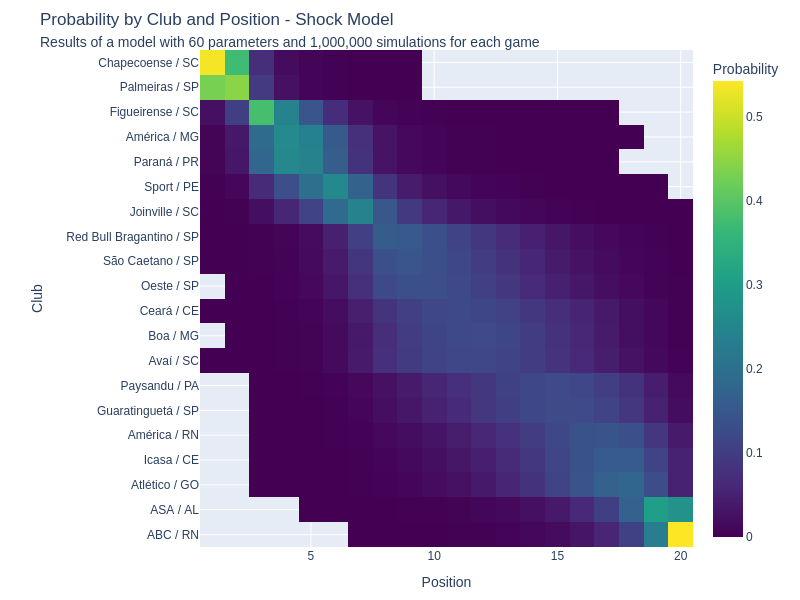 Probability by Club and Position - Shock Model
Results of a model with 60 parameters and 1,000,000 simulations for each game
Probability
Chapecoense / SC
Palmeiras / SP
Figueirense / SC
América / MG
Paraná / PR
Sport / PE
Joinville / SC
Red Bull Bragantino / SP
São Caetano / SP
Oeste / SP
Ceará / CE
Boa / MG
Avaí / SC
Paysandu / PA
Guaratinguetá / SP
América / RN
Icasa / CE
Atlético / GO
ASA / AL
ABC / RN
Club
5
10
15
20
Position
0.5
0.4
0.3
0.2
0.1
0